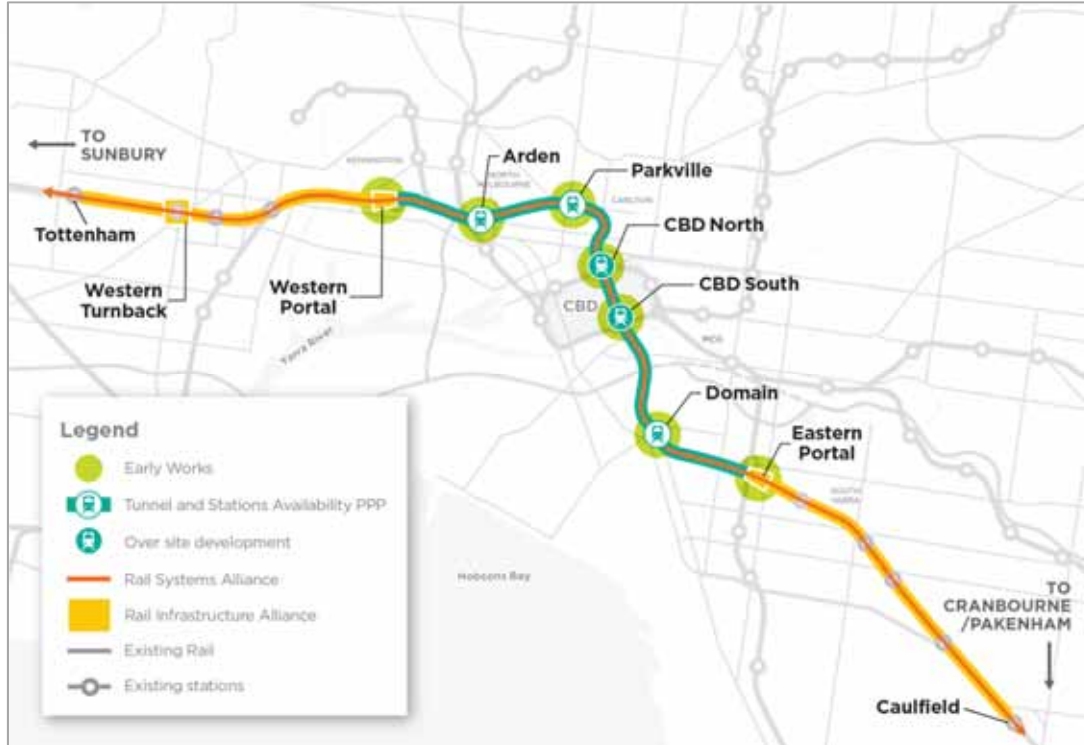 TO
SUNBURY
KENSINGTON
Arden
NORTH
MELBOURNE
Parkville
CARLTON
CBD North
Tottenham
Western
Turnback
Western
Portal
CBD
CBD South
Yarra River
MCG
Domain
Eastern
Portal
SOUTH
YARRA
Hobsons Bay
TO
CRANBOURNE
/PAKENHAM
Caulfield
Legend
Early Works
Tunnel and Stations Availability PPP
Over site development
Rail Systems Alliance
Rail Infrastructure Alliance
Existing Rail
Existing stations